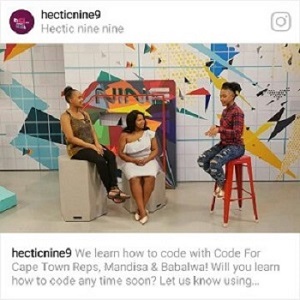 hecticnine9
Hectic nine nine
NINE
hecticnine9 We learn how to code with Code For
Cape Town Reps, Mandisa & Babalwa! Will you learn
how to code any time soon? Let us know using...